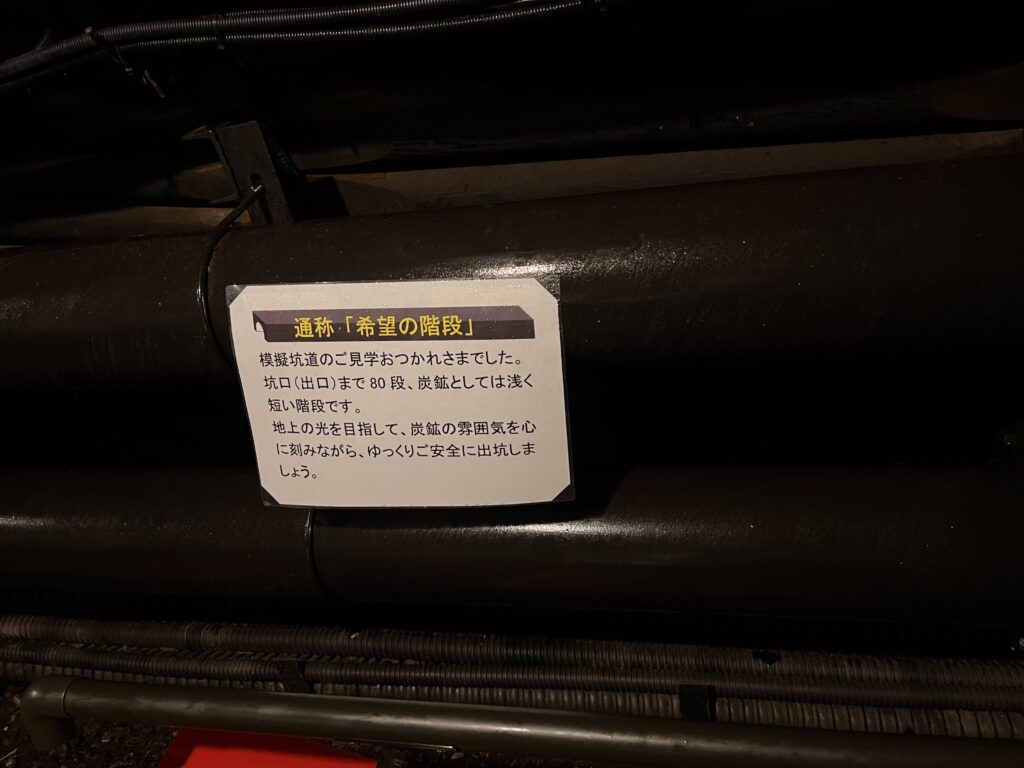 通称「希望の階段」
模擬坑道のご見学おつかれさまでした。
坑口(出口)まで80段、炭鉱としては浅く
短い階段です。
地上の光を目指して、炭鉱の雰囲気を心
に刻みながら、ゆっくりご安全に出坑しま
しょう。